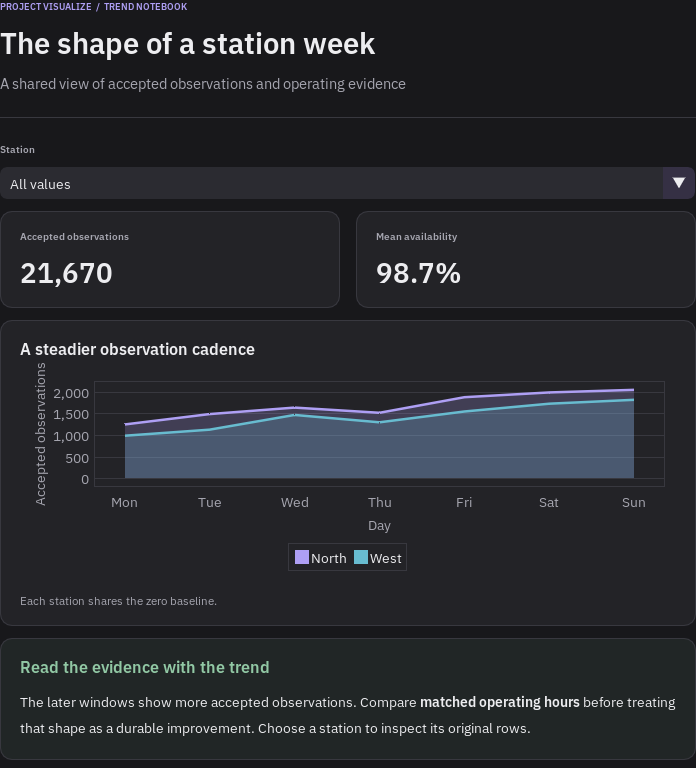 PROJECT VISUALIZE / TREND NOTEBOOK
The shape of a station week
A shared view of accepted observations and operating evidence
Station
All values
Accepted observations
21,670
Mean availability
98.7%
A steadier observation cadence
Accepted observations
2,000
1,500
1,000
500
0
Mon Tue Wed Thu Fri Sat Sun
Day
North West
Each station shares the zero baseline.
Read the evidence with the trend
The later windows show more accepted observations. Compare matched operating hours before treating
that shape as a durable improvement. Choose a station to inspect its original rows.